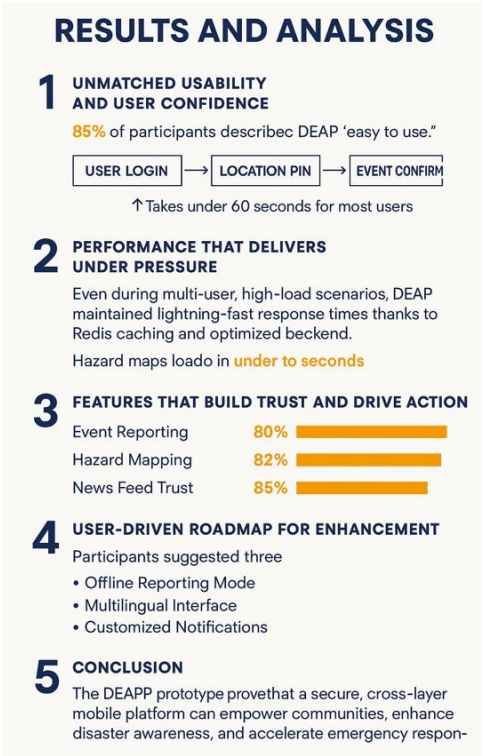 RESULTS AND ANALYSIS
1 UNMATCHED USABILITY
AND USER CONFIDENCE
85% of participants describec DEAP ‘easy to use.”
USER LOGIN → LOCATION PIN → EVENT CONFIRM
↑ Takes under 60 seconds for most users
2 PERFORMANCE THAT DELIVERS
UNDER PRESSURE
Even during multi-user, high-load scenarios, DEAP
maintained lightning-fast response times thanks to
Redis caching and optimized beckend.
Hazard maps loado in under to seconds
3 FEATURES THAT BUILD TRUST AND DRIVE ACTION
Event Reporting 80%
Hazard Mapping 82%
News Feed Trust 85%
4 USER-DRIVEN ROADMAP FOR ENHANCEMENT
Participants suggested three
• Offline Reporting Mode
• Multilingual Interface
• Customized Notifications
5 CONCLUSION
The DEAPP prototype provethat a secure, cross-layer
mobile platform can empower communities, enhance
disaster awareness, and accelerate emergency respon-